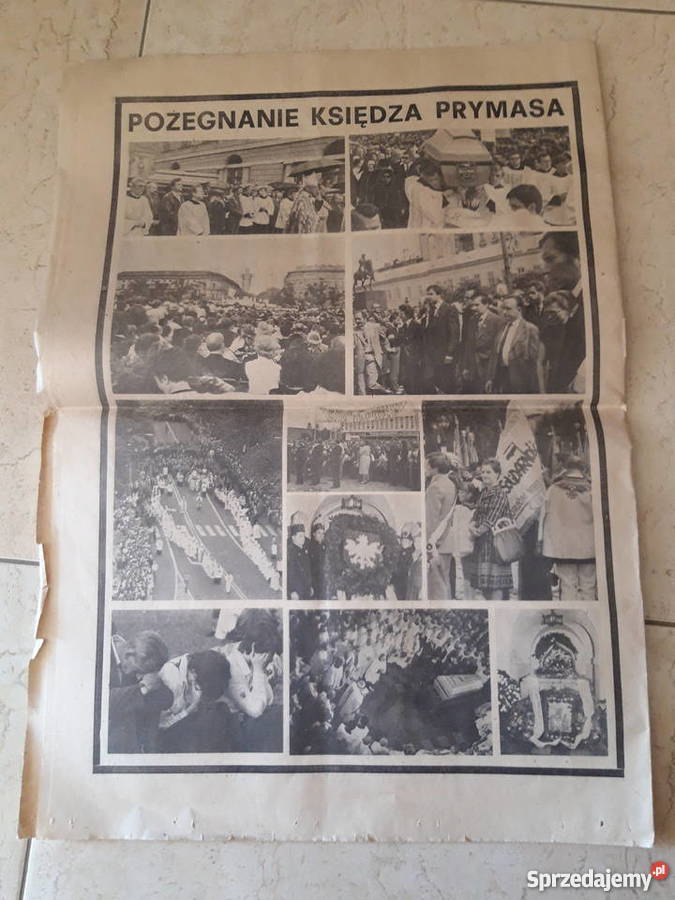 POŻEGNANIE KSIĘDZA PRYMASA
Sprzedajemy.pl